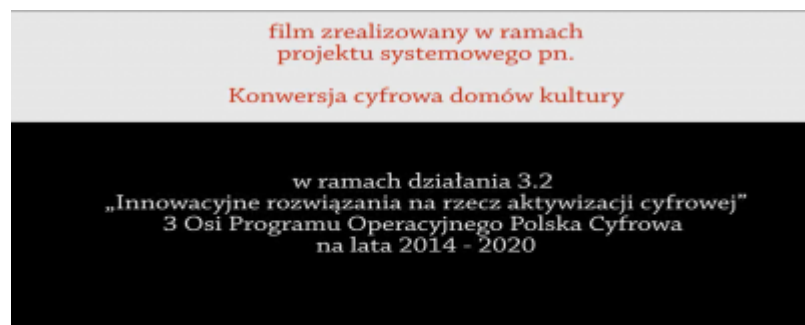 film zrealizowany w ramach
projektu systemowego pn.
Konwersja cyfrowa domów kultury
w ramach działania 3.2
„Innowacyjne rozwiązania na rzecz aktywizacji cyfrowej”
3 Osi Programu Operacyjnego Polska Cyfrowa
na lata 2014 - 2020